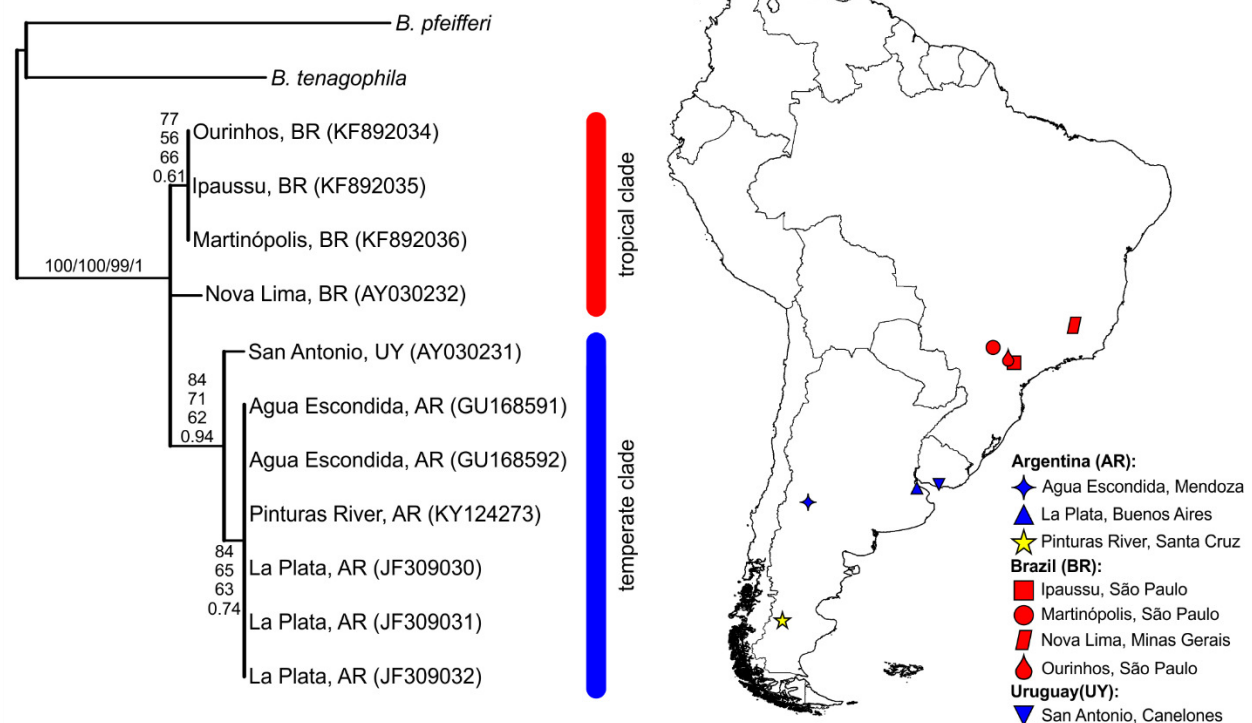 B. pfeifferi
B. tenagophila
77
56
66
0.61
Ourinhos, BR (KF892034)
Ipaussu, BR (KF892035)
Martinópolis, BR (KF892036)
100/100/99/1
Nova Lima, BR (AY030232)
tropical clade
84
71
62
0.94
San Antonio, UY (AY030231)
Agua Escondida, AR (GU168591)
Agua Escondida, AR (GU168592)
Pinturas River, AR (KY124273)
84
65
63
0.74
La Plata, AR (JF309030)
La Plata, AR (JF309031)
La Plata, AR (JF309032)
temperate clade
Argentina (AR):
Agua Escondida, Mendoza
La Plata, Buenos Aires
Pinturas River, Santa Cruz
Brazil (BR):
Ipaussu, São Paulo
Martinópolis, São Paulo
Nova Lima, Minas Gerais
Ourinhos, São Paulo
Uruguay(UY):
San Antonio, Canelones